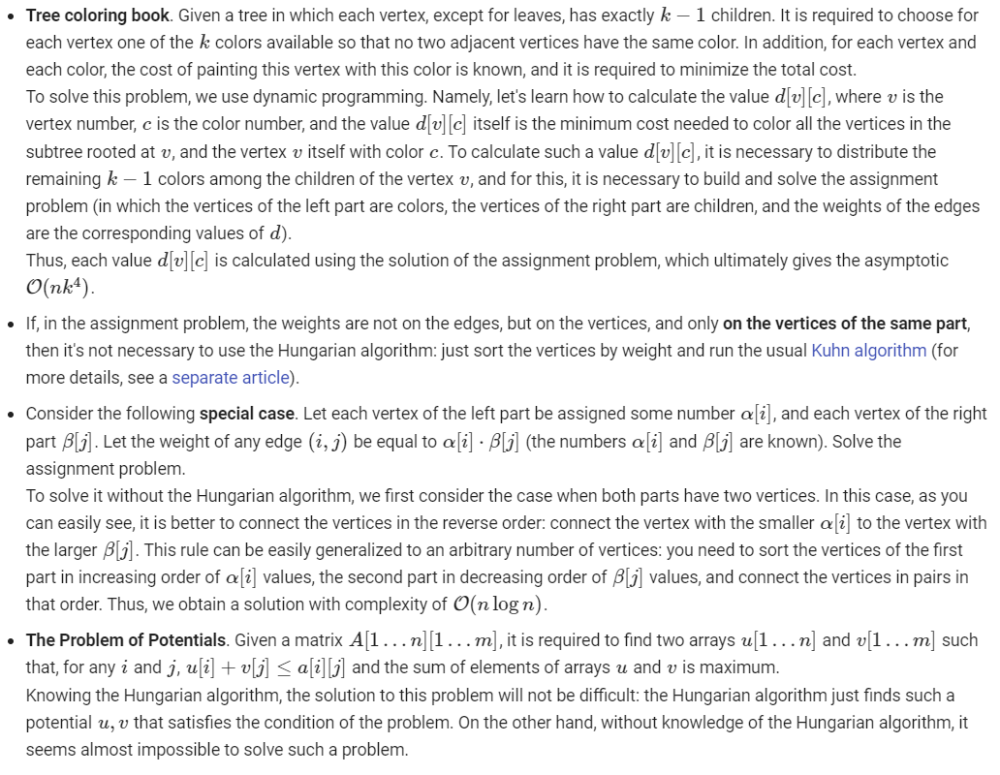 • Tree coloring book. Given a tree in which each vertex, except for leaves, has exactly k − 1 children. It is required to choose for
each vertex one of the k colors available so that no two adjacent vertices have the same color. In addition, for each vertex and
each color, the cost of painting this vertex with this color is known, and it is required to minimize the total cost.
To solve this problem, we use dynamic programming. Namely, let's learn how to calculate the value d[v][c], where v is the
vertex number, c is the color number, and the value d[v][c] itself is the minimum cost needed to color all the vertices in the
subtree rooted at v, and the vertex v itself with color c. To calculate such a value d[v][c], it is necessary to distribute the
remaining k − 1 colors among the children of the vertex v, and for this, it is necessary to build and solve the assignment
problem (in which the vertices of the left part are colors, the vertices of the right part are children, and the weights of the edges
are the corresponding values of d).
Thus, each value d[v][c] is calculated using the solution of the assignment problem, which ultimately gives the asymptotic
𝒪(nk⁴).
• If, in the assignment problem, the weights are not on the edges, but on the vertices, and only on the vertices of the same part,
then it's not necessary to use the Hungarian algorithm: just sort the vertices by weight and run the usual Kuhn algorithm (for
more details, see a separate article).
• Consider the following special case. Let each vertex of the left part be assigned some number α[i], and each vertex of the right
part β[j]. Let the weight of any edge (i, j) be equal to α[i] · β[j] (the numbers α[i] and β[j] are known). Solve the
assignment problem.
To solve it without the Hungarian algorithm, we first consider the case when both parts have two vertices. In this case, as you
can easily see, it is better to connect the vertices in the reverse order: connect the vertex with the smaller α[i] to the vertex with
the larger β[j]. This rule can be easily generalized to an arbitrary number of vertices: you need to sort the vertices of the first
part in increasing order of α[i] values, the second part in decreasing order of β[j] values, and connect the vertices in pairs in
that order. Thus, we obtain a solution with complexity of 𝒪(n log n).
• The Problem of Potentials. Given a matrix A[1…n][1…m], it is required to find two arrays u[1…n] and v[1…m] such
that, for any i and j, u[i] + v[j] ≤ a[i][j] and the sum of elements of arrays u and v is maximum.
Knowing the Hungarian algorithm, the solution to this problem will not be difficult: the Hungarian algorithm just finds such a
potential u, v that satisfies the condition of the problem. On the other hand, without knowledge of the Hungarian algorithm, it
seems almost impossible to solve such a problem.